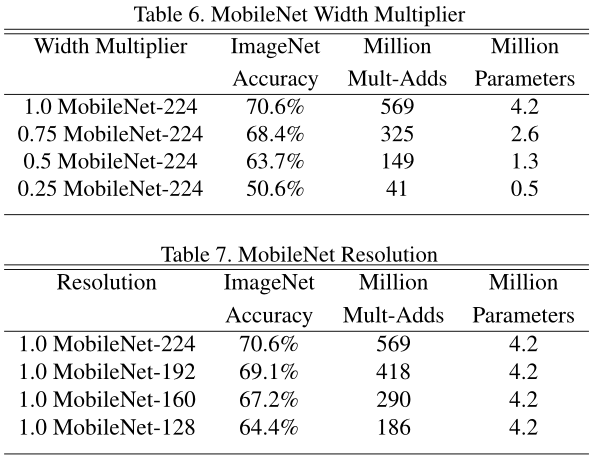 Table 6. MobileNet Width Multiplier
Width Multiplier ImageNet Million Million
Accuracy Mult-Adds Parameters
1.0 MobileNet-224 70.6% 569 4.2
0.75 MobileNet-224 68.4% 325 2.6
0.5 MobileNet-224 63.7% 149 1.3
0.25 MobileNet-224 50.6% 41 0.5
Table 7. MobileNet Resolution
Resolution ImageNet Million Million
Accuracy Mult-Adds Parameters
1.0 MobileNet-224 70.6% 569 4.2
1.0 MobileNet-192 69.1% 418 4.2
1.0 MobileNet-160 67.2% 290 4.2
1.0 MobileNet-128 64.4% 186 4.2